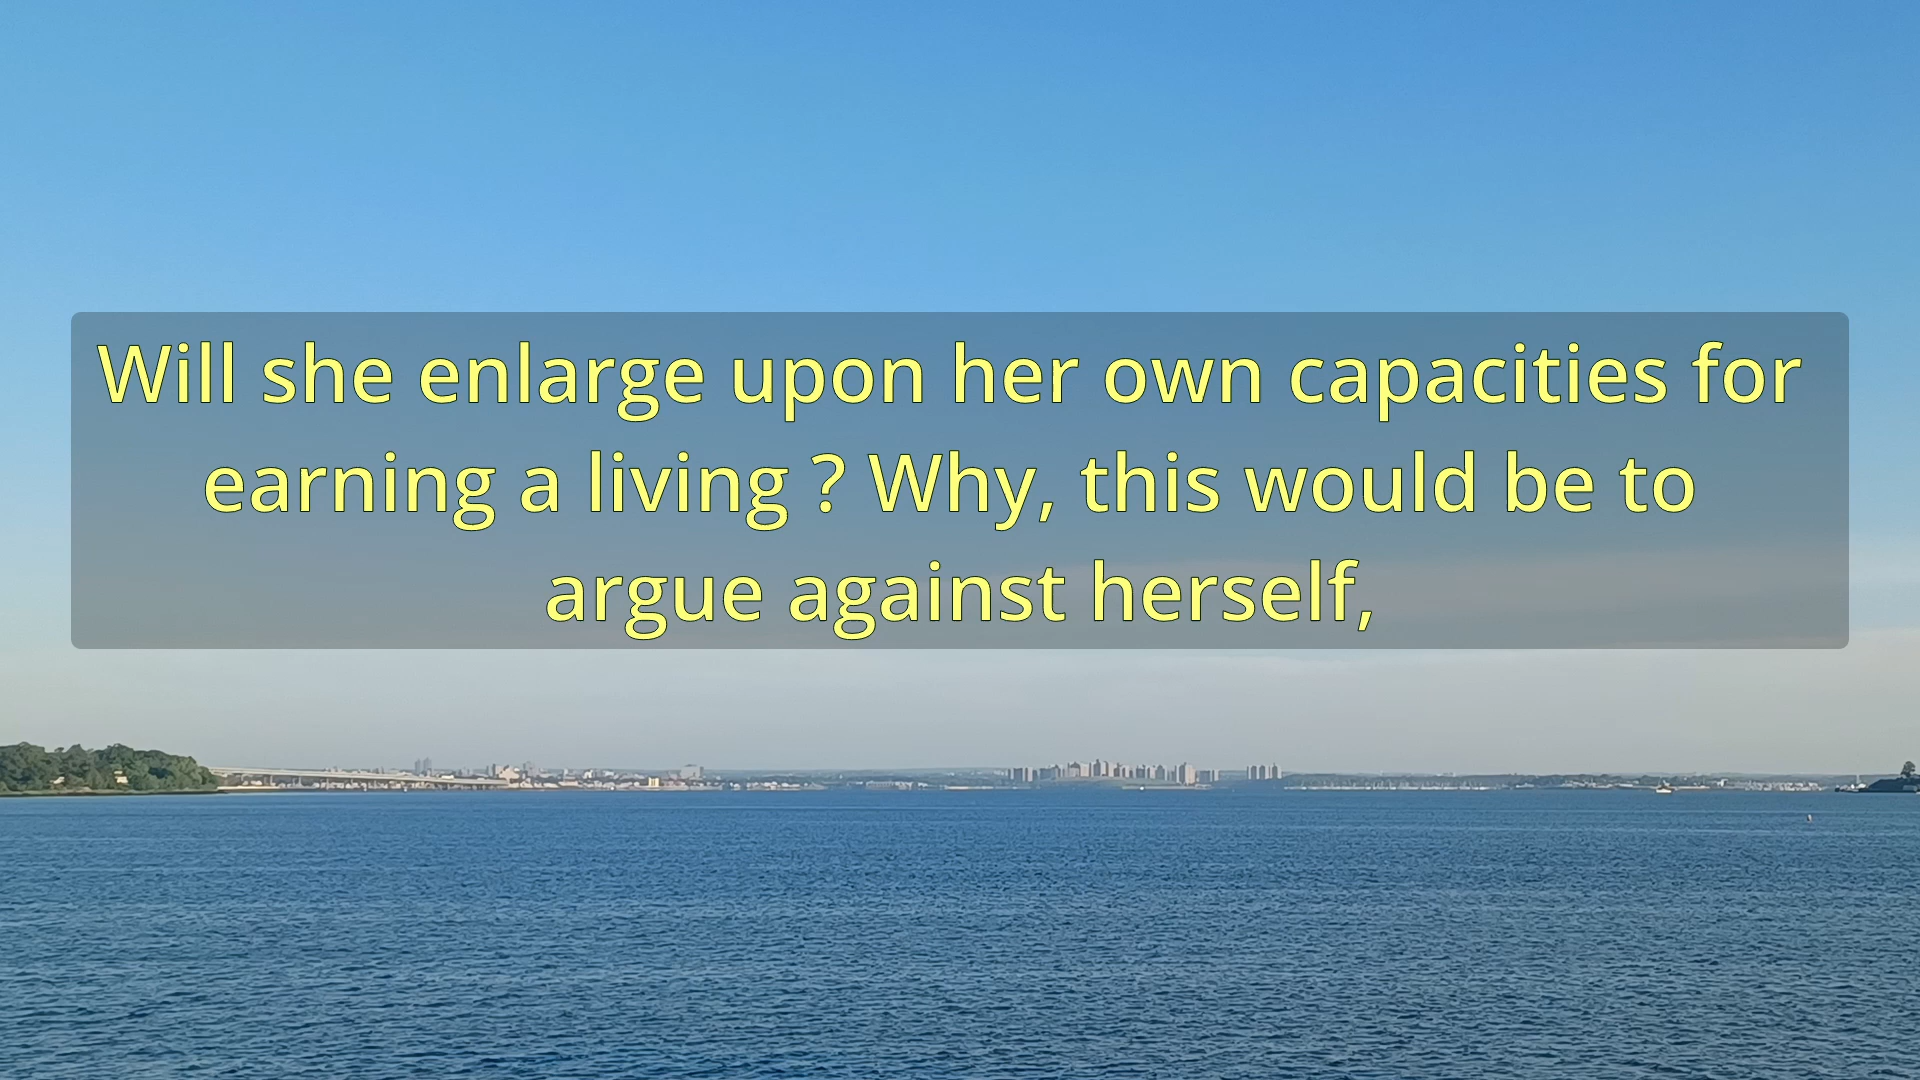 Will she enlarge upon her own capacities for
earning a living ? Why, this would be to
argue against herself,